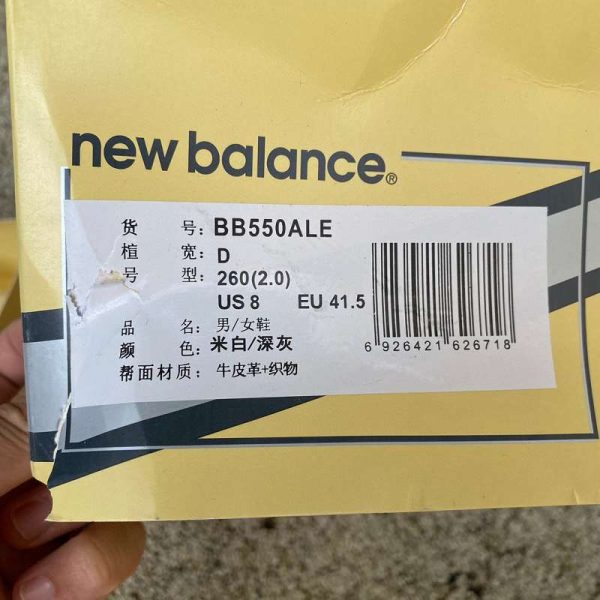 new balance®
货 号: BB550ALE
楦 宽: D
号 型: 260(2.0)
US 8 EU 41.5
品 名: 男/女鞋
颜 色: 米白/深灰
帮面材质: 牛皮革+织物
6 926421 626718